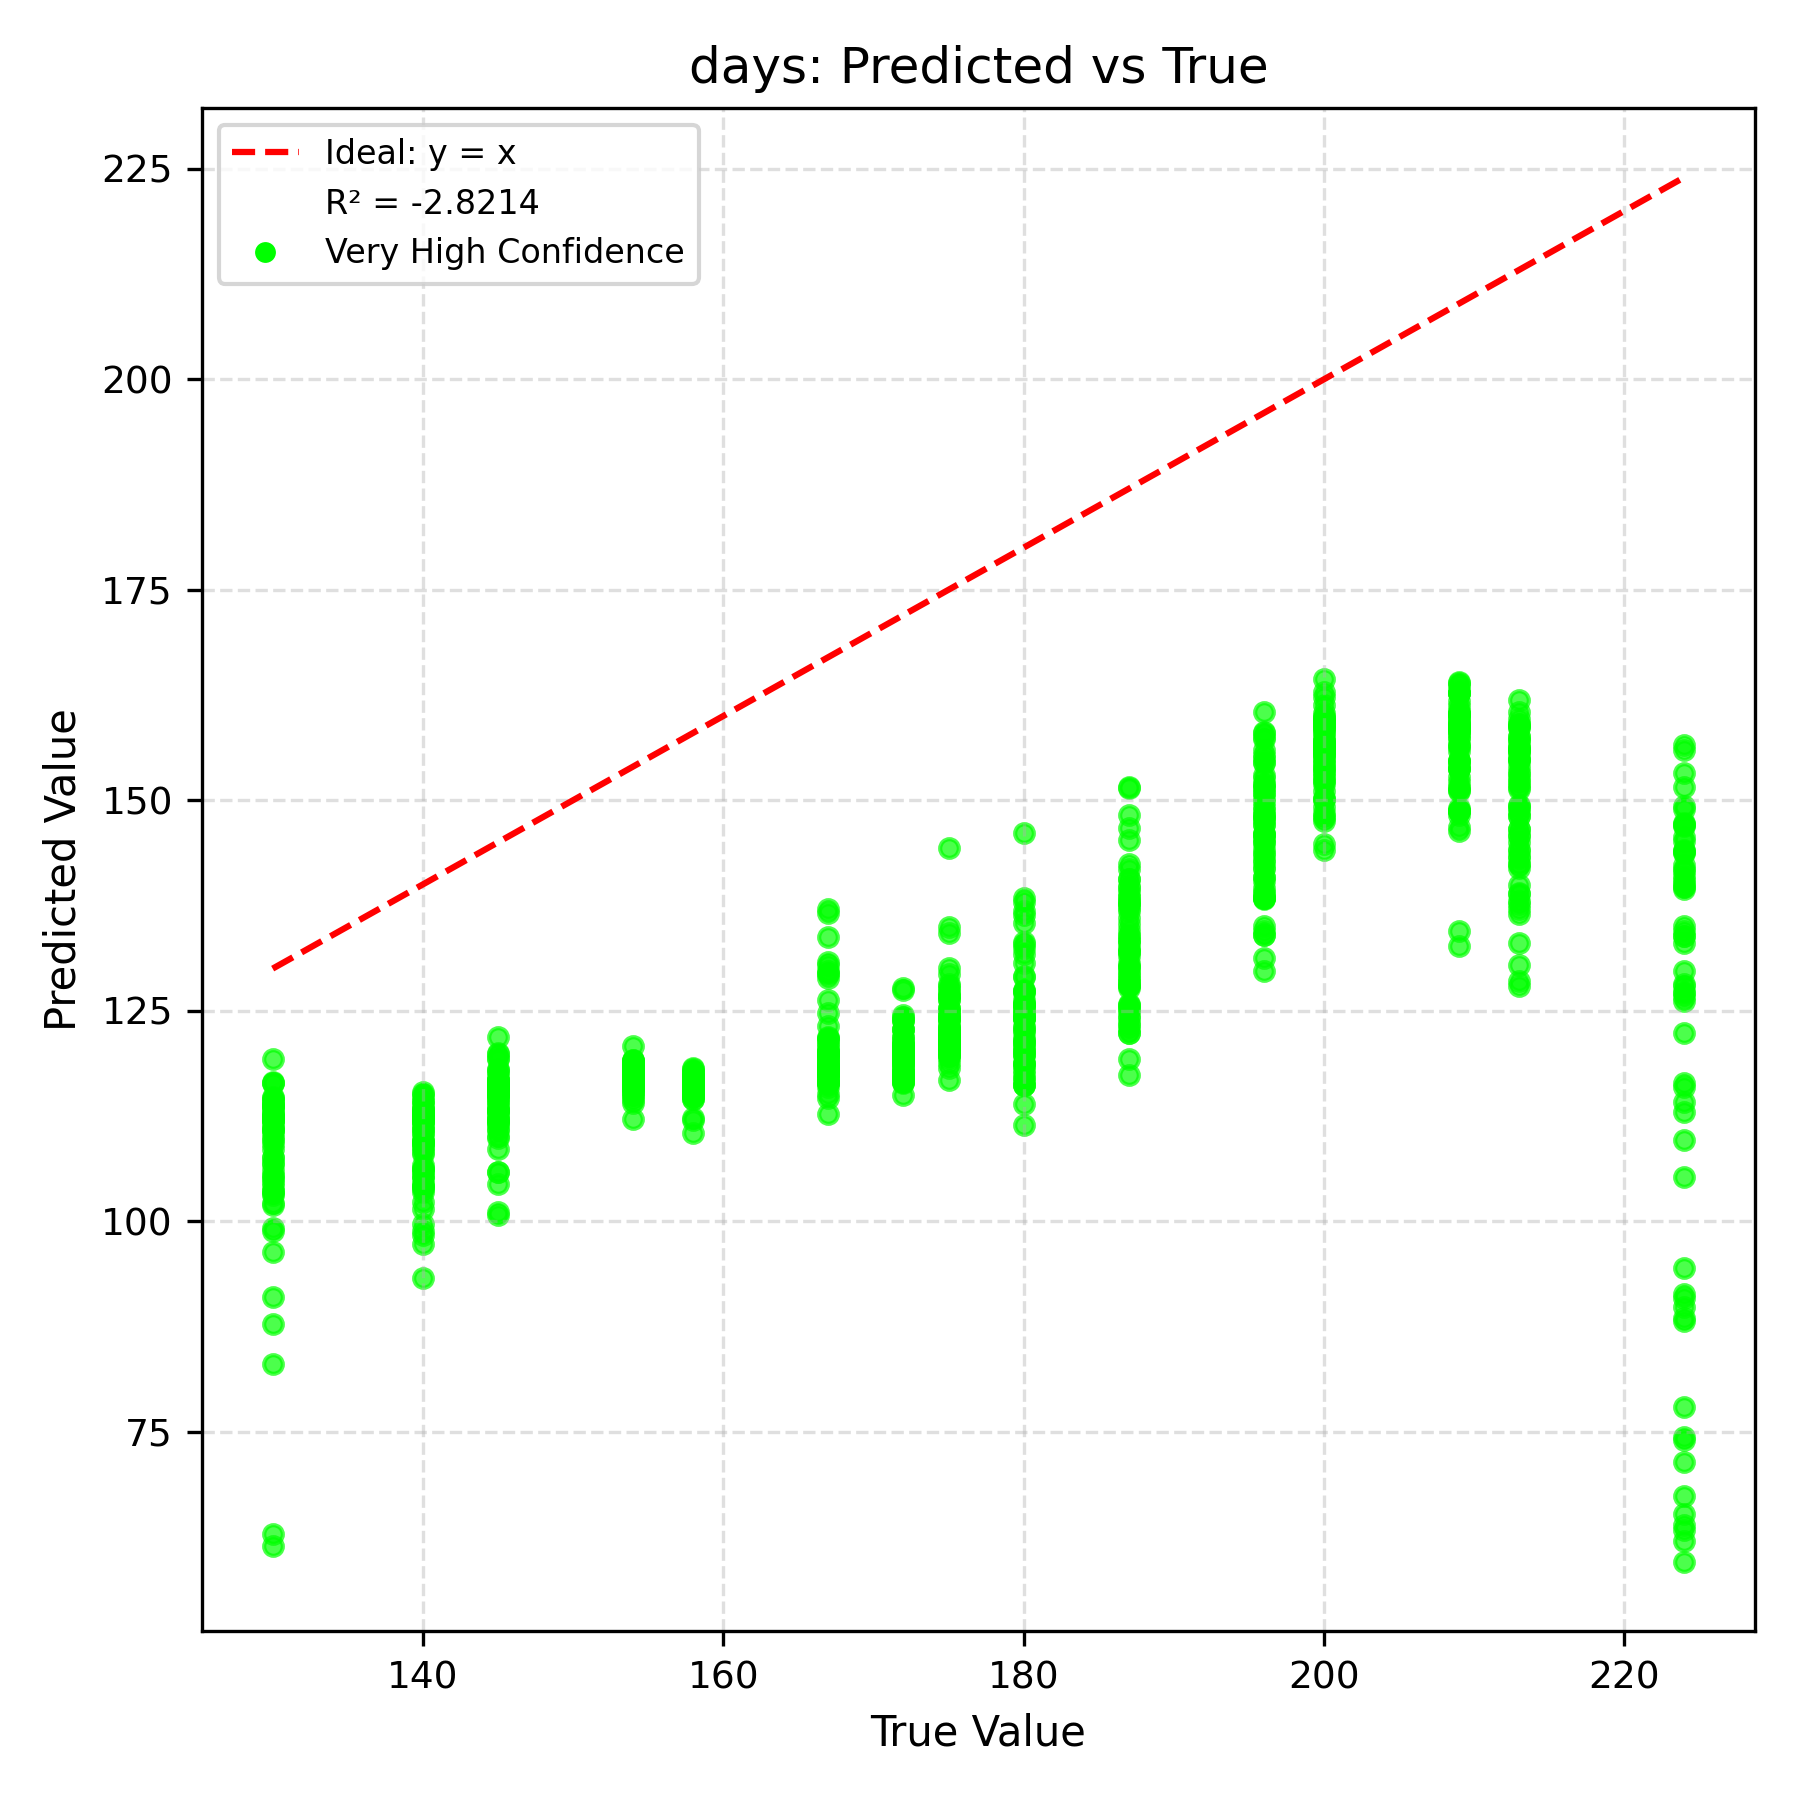 days: Predicted vs True
Ideal: y = x
R² = -2.8214
Very High Confidence
225
200
175
150
125
100
75
Predicted Value
140 160 180 200 220
True Value